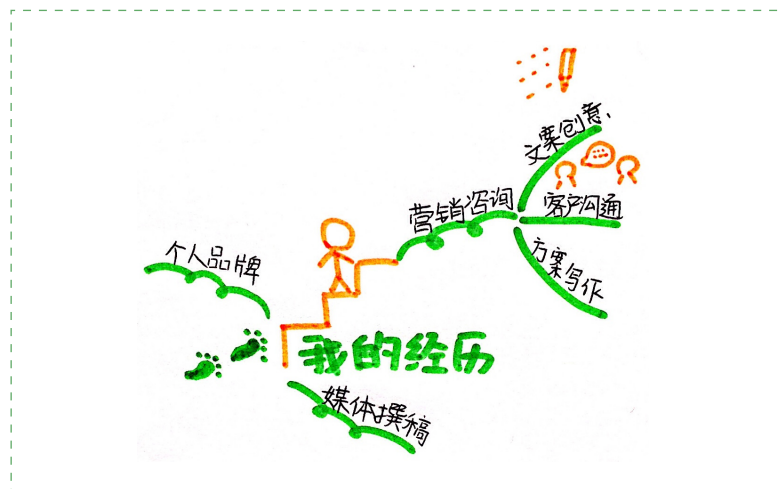 文案创意
客户沟通
营销咨询
方案写作
个人品牌
我的经历
媒体撰稿